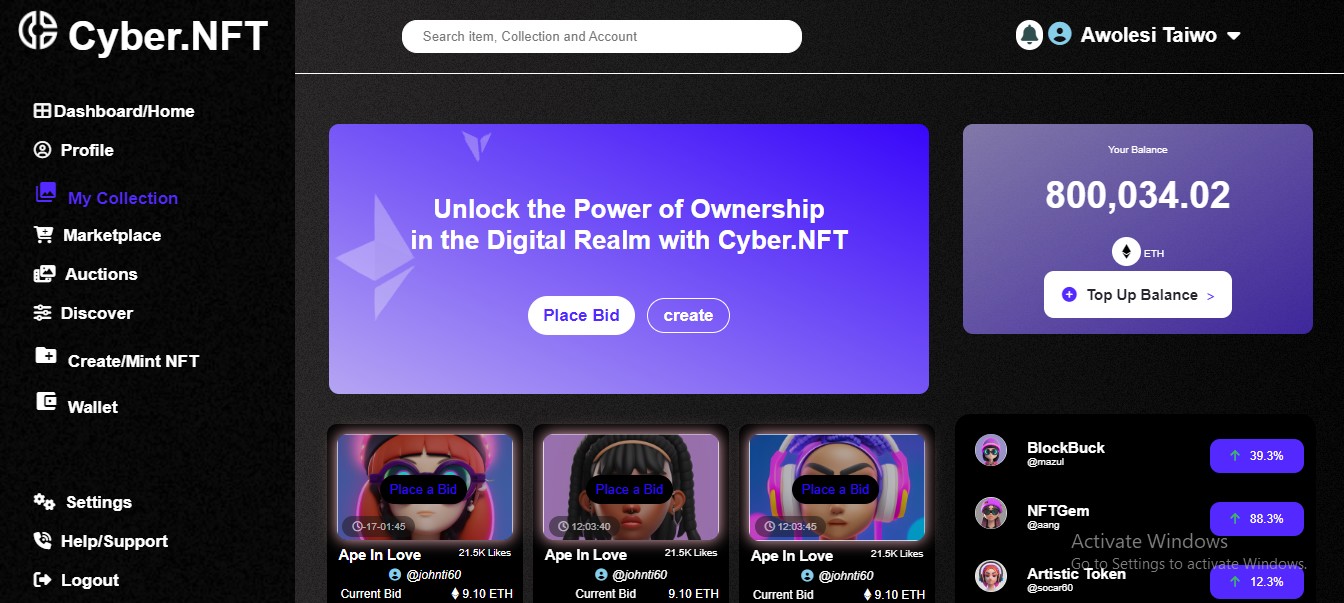 Cyber.NFT
Search item, Collection and Account
Awolesi Taiwo
Dashboard/Home
Profile
My Collection
Marketplace
Auctions
Discover
Create/Mint NFT
Wallet
Settings
Help/Support
Logout
Unlock the Power of Ownership
in the Digital Realm with Cyber.NFT
Place Bid
create
Your Balance
800,034.02
ETH
Top Up Balance >
Place a Bid
-17-01:45
Ape In Love
21.5K Likes
@johnti60
Current Bid
9.10 ETH
Place a Bid
12:03:40
Ape In Love
21.5K Likes
@johnti60
Current Bid
9.10 ETH
Place a Bid
12:03:45
Ape In Love
21.5K Likes
@johnti60
Current Bid
9.10 ETH
BlockBuck
@mazul
39.3%
NFTGem
@aang
88.3%
Artistic Token
@socar60
12.3%
Activate Windows
Go to Settings to activate Windows.